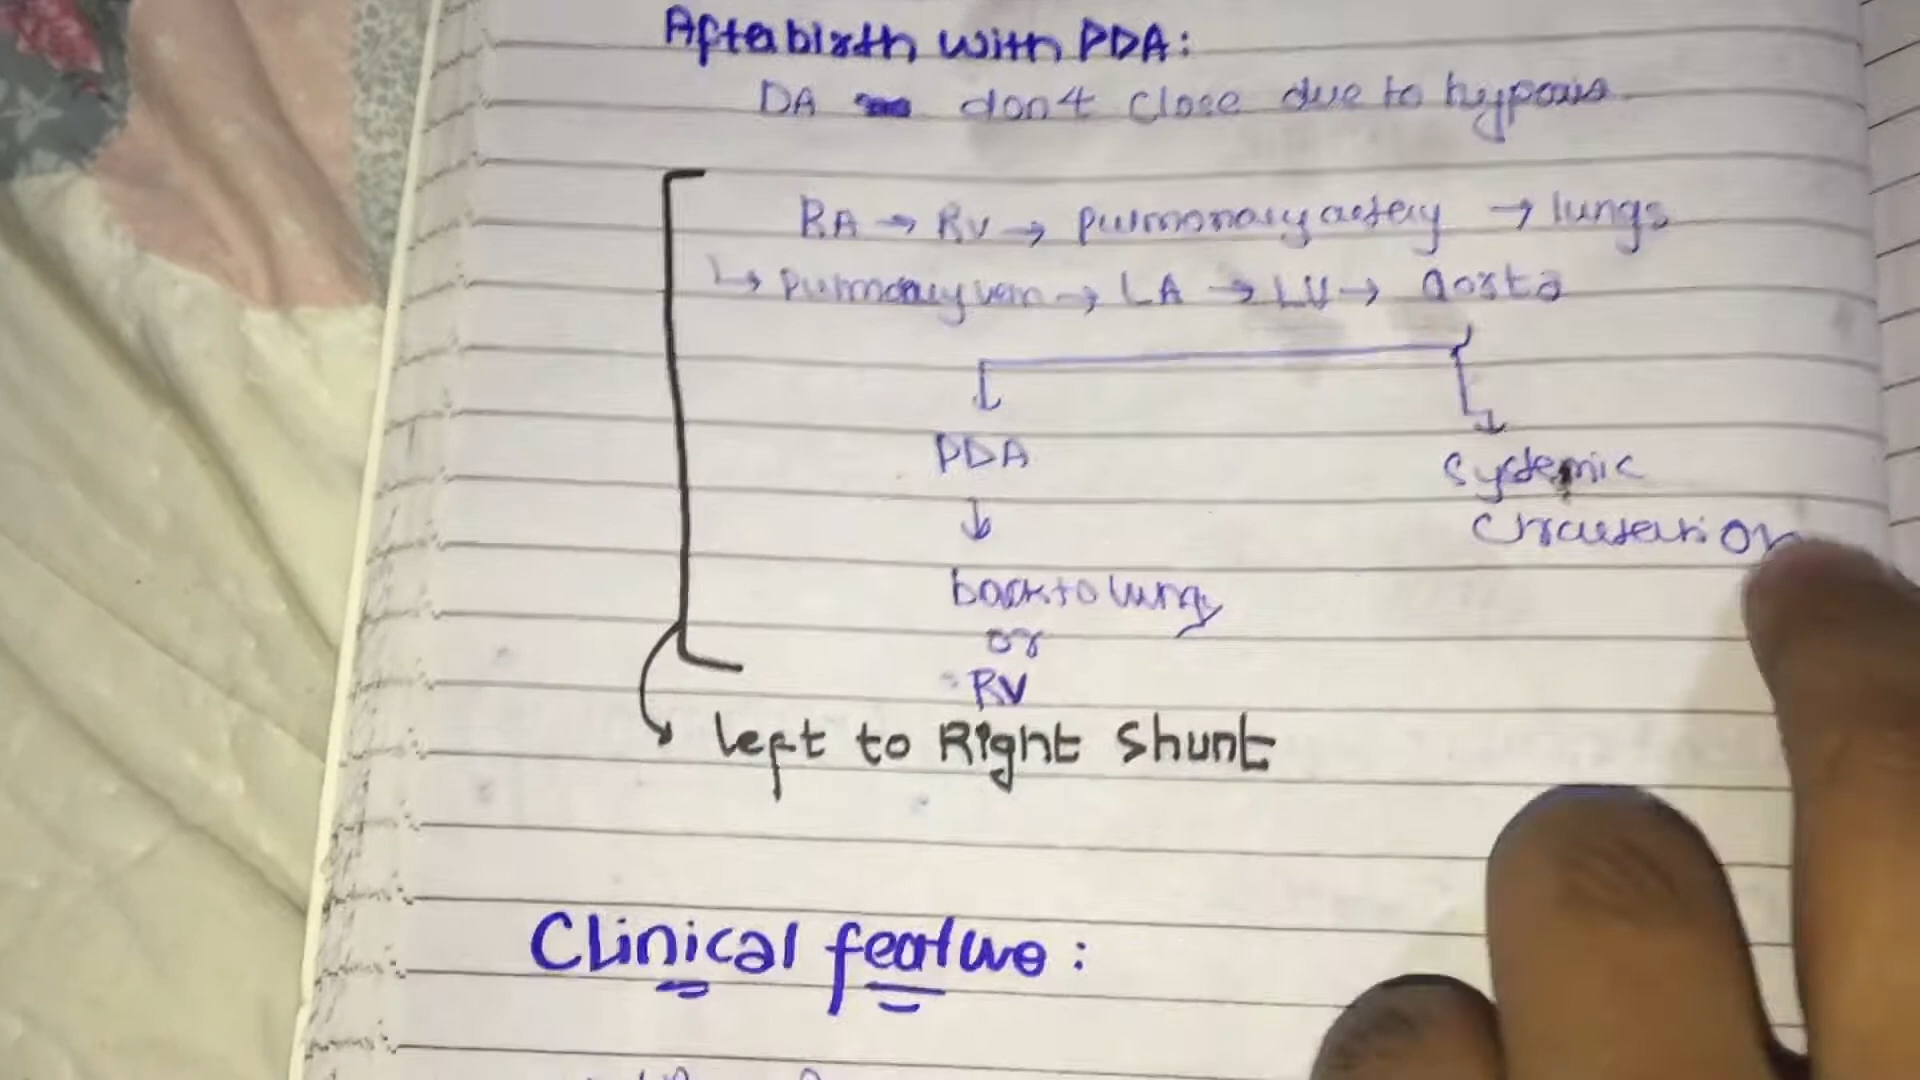 Afterbirth with PDA:
DA don't close due to hypoxia
RA → RV → pulmonary artery → lungs
↳ pulmonary vein → LA → LV → Aorta
PDA
Systemic
Circulation
↓
back to lungs
or
RV
left to Right Shunt
Clinical feature: